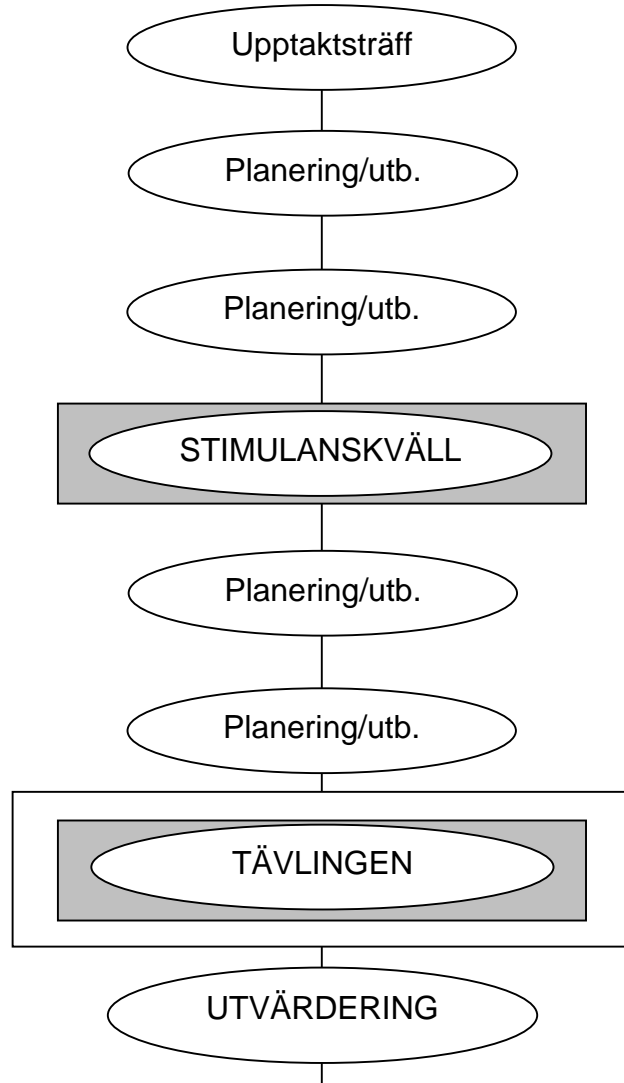 Upptaktsträff
Planering/utb.
Planering/utb.
STIMULANSKVÄLL
Planering/utb.
Planering/utb.
TÄVLINGEN
UTVÄRDERING